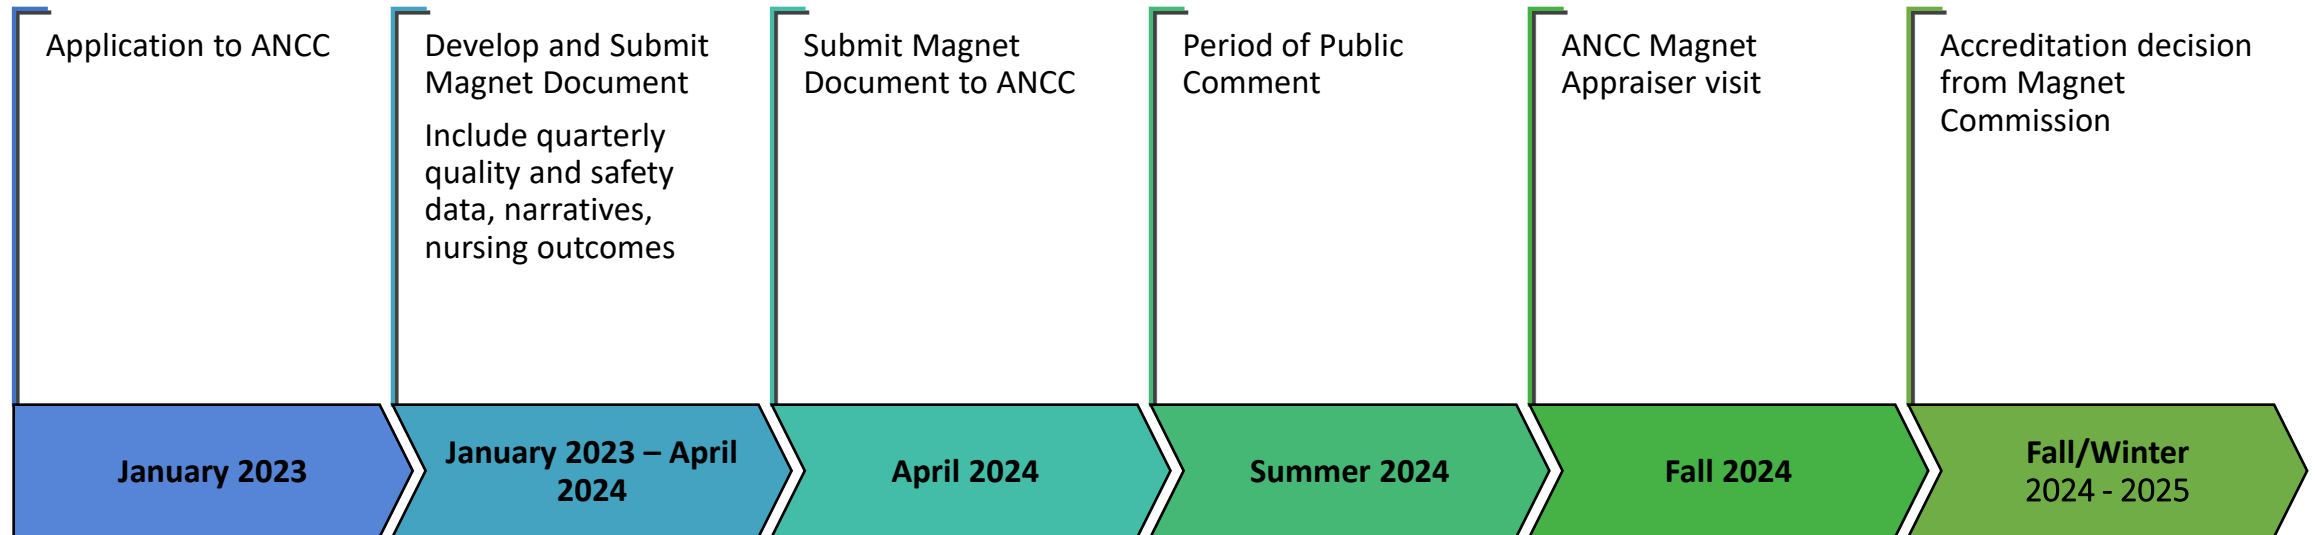 Application to ANCC
Develop and Submit
Magnet Document
Include quarterly
quality and safety
data, narratives,
nursing outcomes
Submit Magnet
Document to ANCC
Period of Public
Comment
ANCC Magnet
Appraiser visit
Accreditation decision
from Magnet
Commission
January 2023
January 2023 – April
2024
April 2024
Summer 2024
Fall 2024
Fall/Winter
2024 - 2025